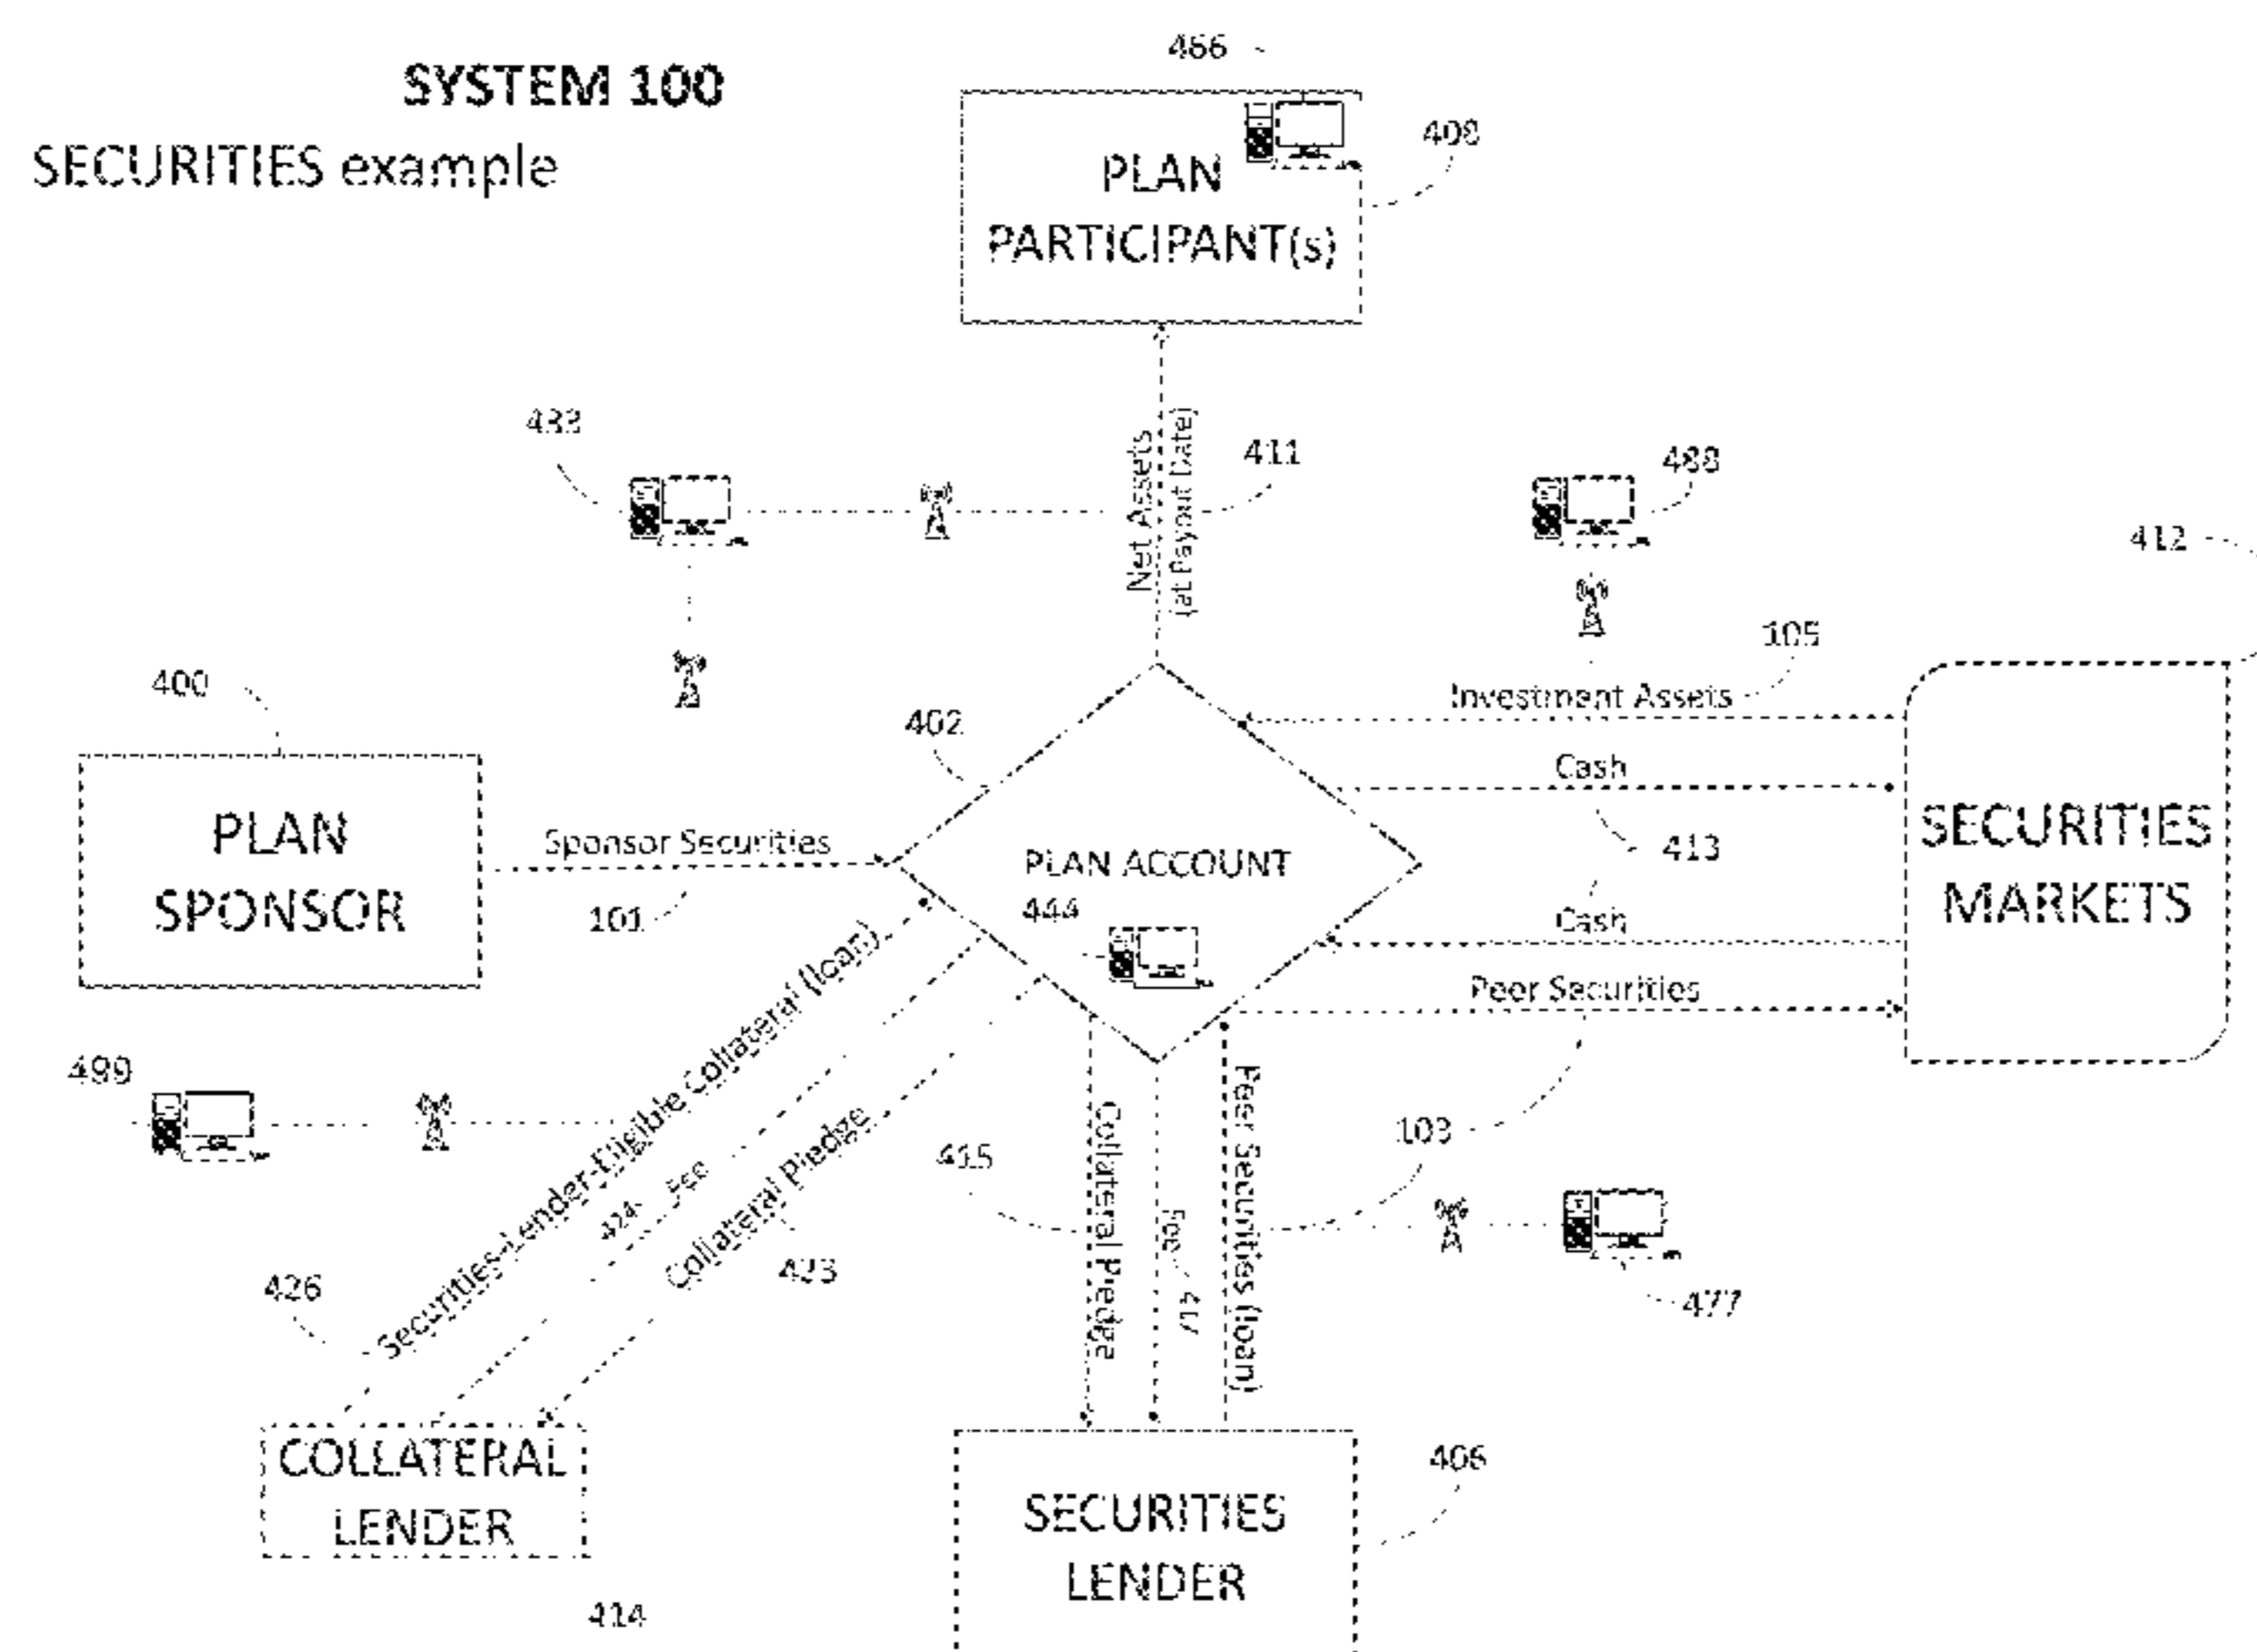 466
SYSTEM 100
SECURITIES example
408
PLAN
PARTICIPANT(s)
433
411
488
Net Assets
(at Payout Date)
412
105
400
402
Investment Assets
Cash
PLAN
SPONSOR
Sponsor Securities
101
PLAN ACCOUNT
444
413
SECURITIES
MARKETS
Cash
Peer Securities
499
Securities-Lender-Eligible Collateral (loan)
424
Fee
Collateral Pledge
423
426
415
Collateral Pledge
Fee
417
Peer Securities (loan)
103
477
COLLATERAL
LENDER
414
406
SECURITIES
LENDER